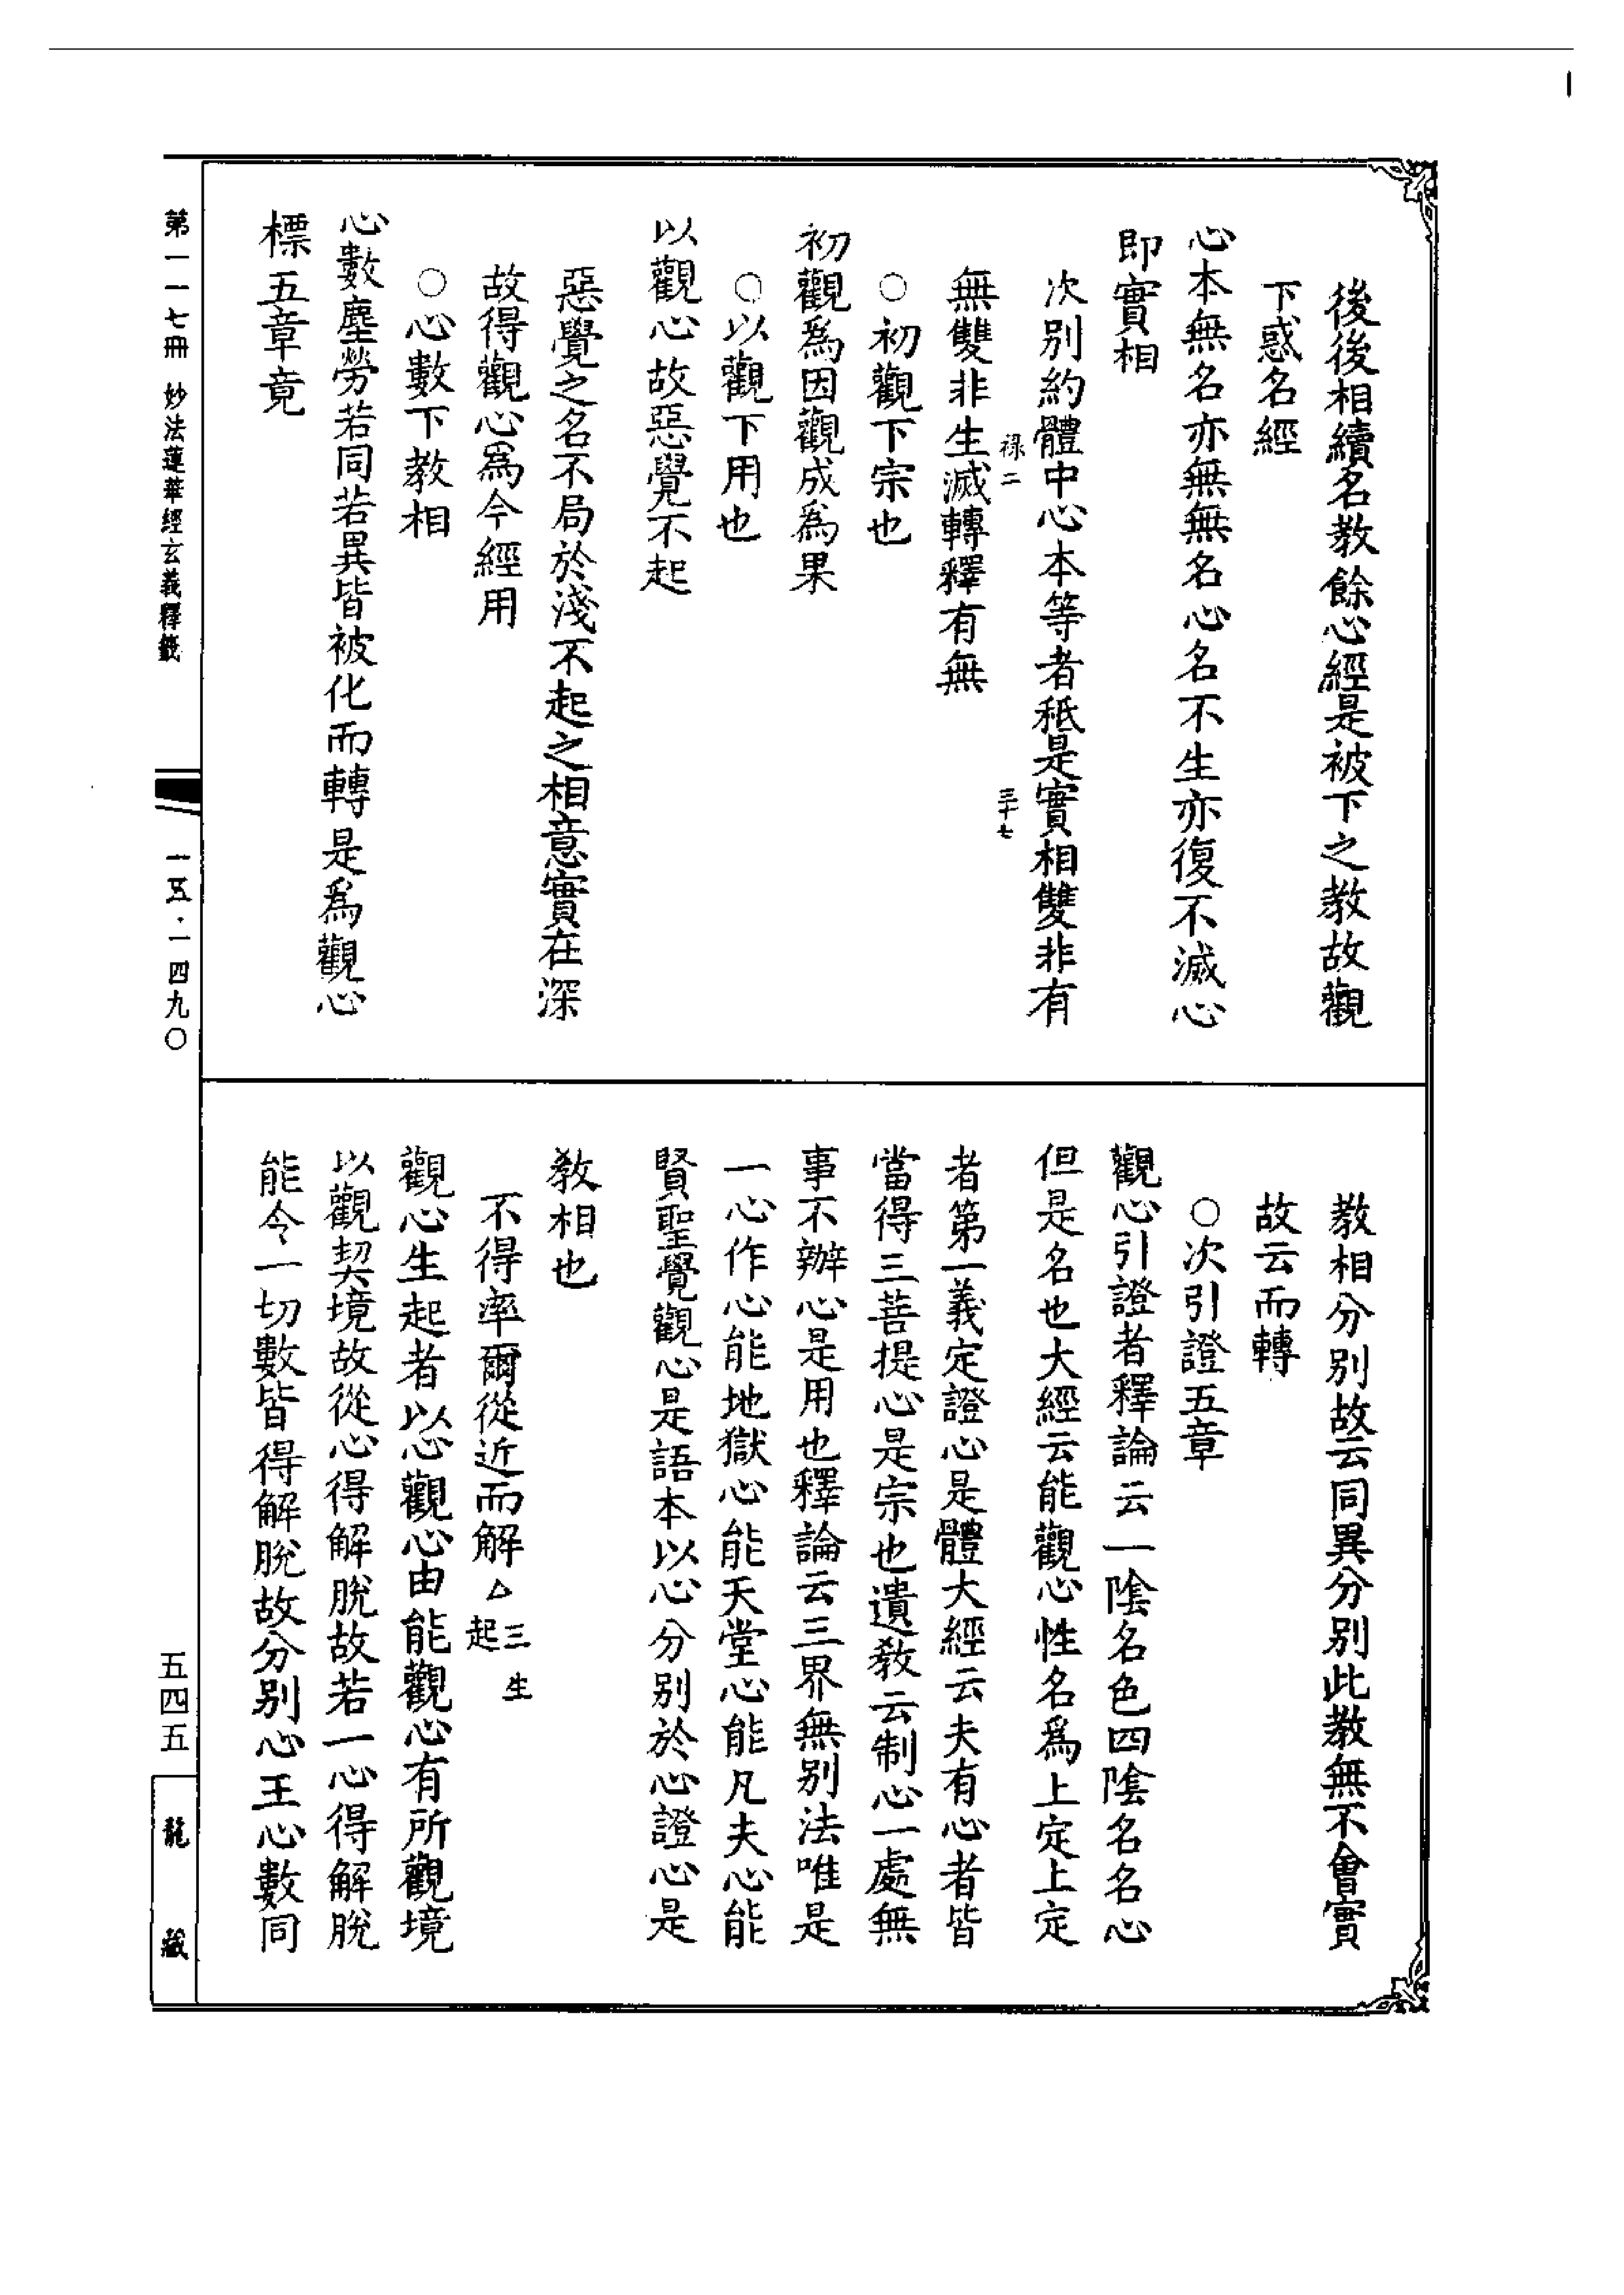 後後相續名教餘心經是被下之教故觀
下惑名經
心本無名亦無無名心名不生亦復不滅心
即實相
次別約體中心本等者秖是實相雙非有
祿二
三十七
無雙非生滅轉釋有無
○初觀下宗也
初觀爲因觀成爲果
○以觀下用也
以觀心故惡覺不起
惡覺之名不局於淺不起之相意實在深
故得觀心爲今經用
○心數下教相
心數塵勞若同若異皆被化而轉是爲觀心
標五章竟
教相分別故云同異分別此教無不會實
故云而轉
○次引證五章
觀心引證者釋論云一陰名色四陰名名心
但是名也大經云能觀心性名爲上定上定
者第一義定證心是體大經云夫有心者皆
當得三菩提心是宗也遺教云制心一處無
事不辦心是用也釋論云三界無別法唯是
一心作心能地獄心能天堂心能凡夫心能
賢聖覺觀心是語本以心分別於心證心是
教相也
不得率爾從近而解△三生起
觀心生起者以心觀心由能觀心有所觀境
以觀契境故從心得解脫故若一心得解脫
能令一切數皆得解脫故分別心王心數同
第一一七冊 妙法蓮華經玄義釋籤
一五·一四九〇
五四五
龍藏